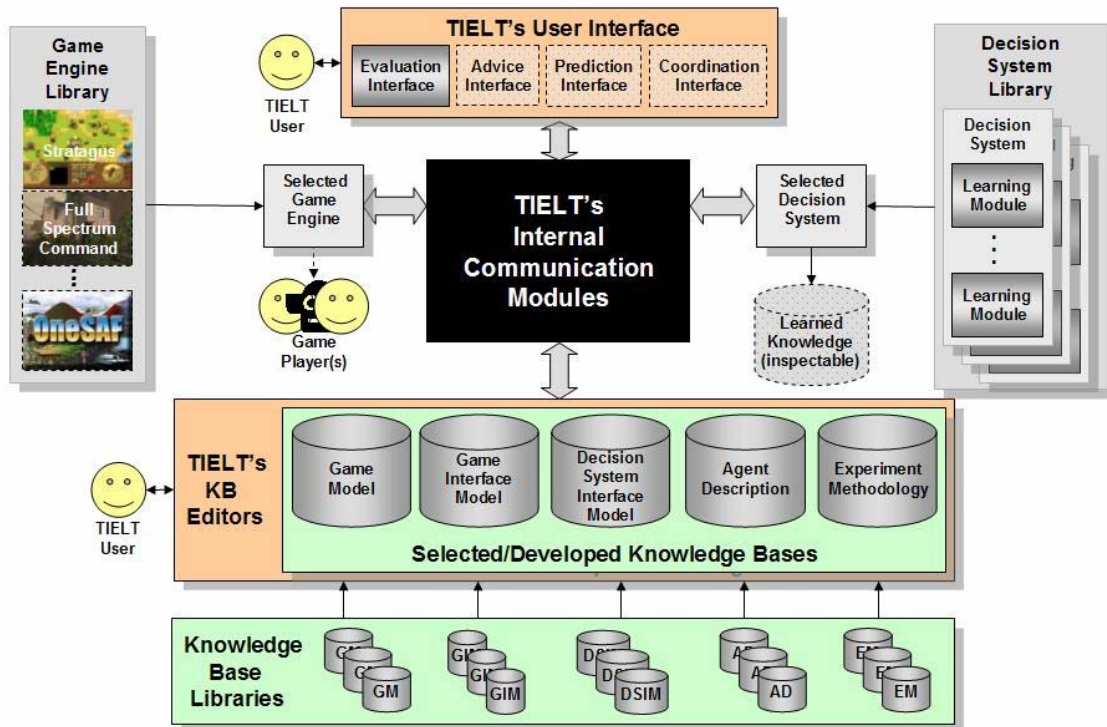 Game
Engine
Library
Stratagus
Full
Spectrum
Command
OneSAF
TIELT
User
TIELT's User Interface
Evaluation
Interface
Advice
Interface
Prediction
Interface
Coordination
Interface
Decision
System
Library
Decision
System
Learning
Module
Learning
Module
Selected
Game
Engine
Game
Player(s)
TIELT's
Internal
Communication
Modules
Selected
Decision
System
Learned
Knowledge
(inspectable)
TIELT
User
TIELT's
KB
Editors
Game
Model
Game
Interface
Model
Decision
System
Interface
Model
Agent
Description
Experiment
Methodology
Selected/Developed Knowledge Bases
Knowledge
Base
Libraries
GM
GIM
DSIM
AD
EM